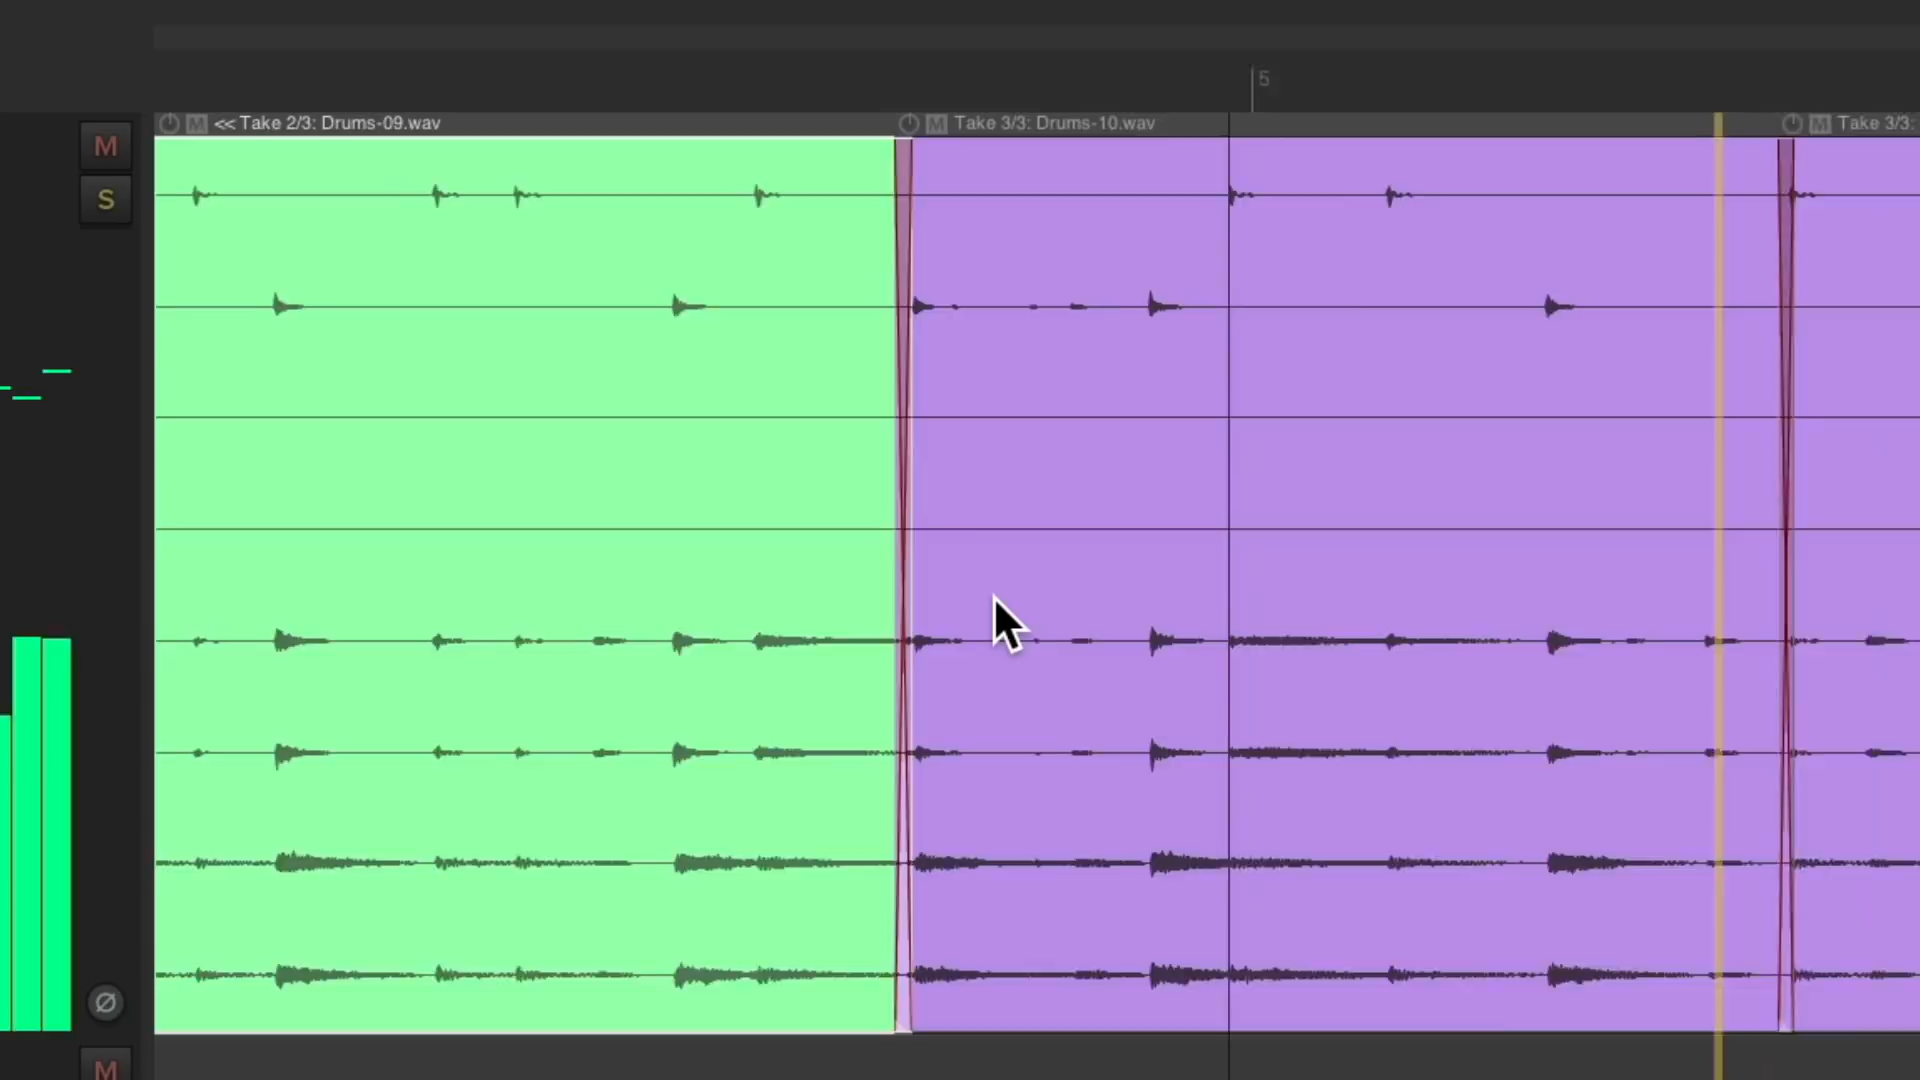 5
M << Take 2/3: Drums-09.wav
M Take 3/3: Drums-10.wav
M Take 3/3:
M
S
M